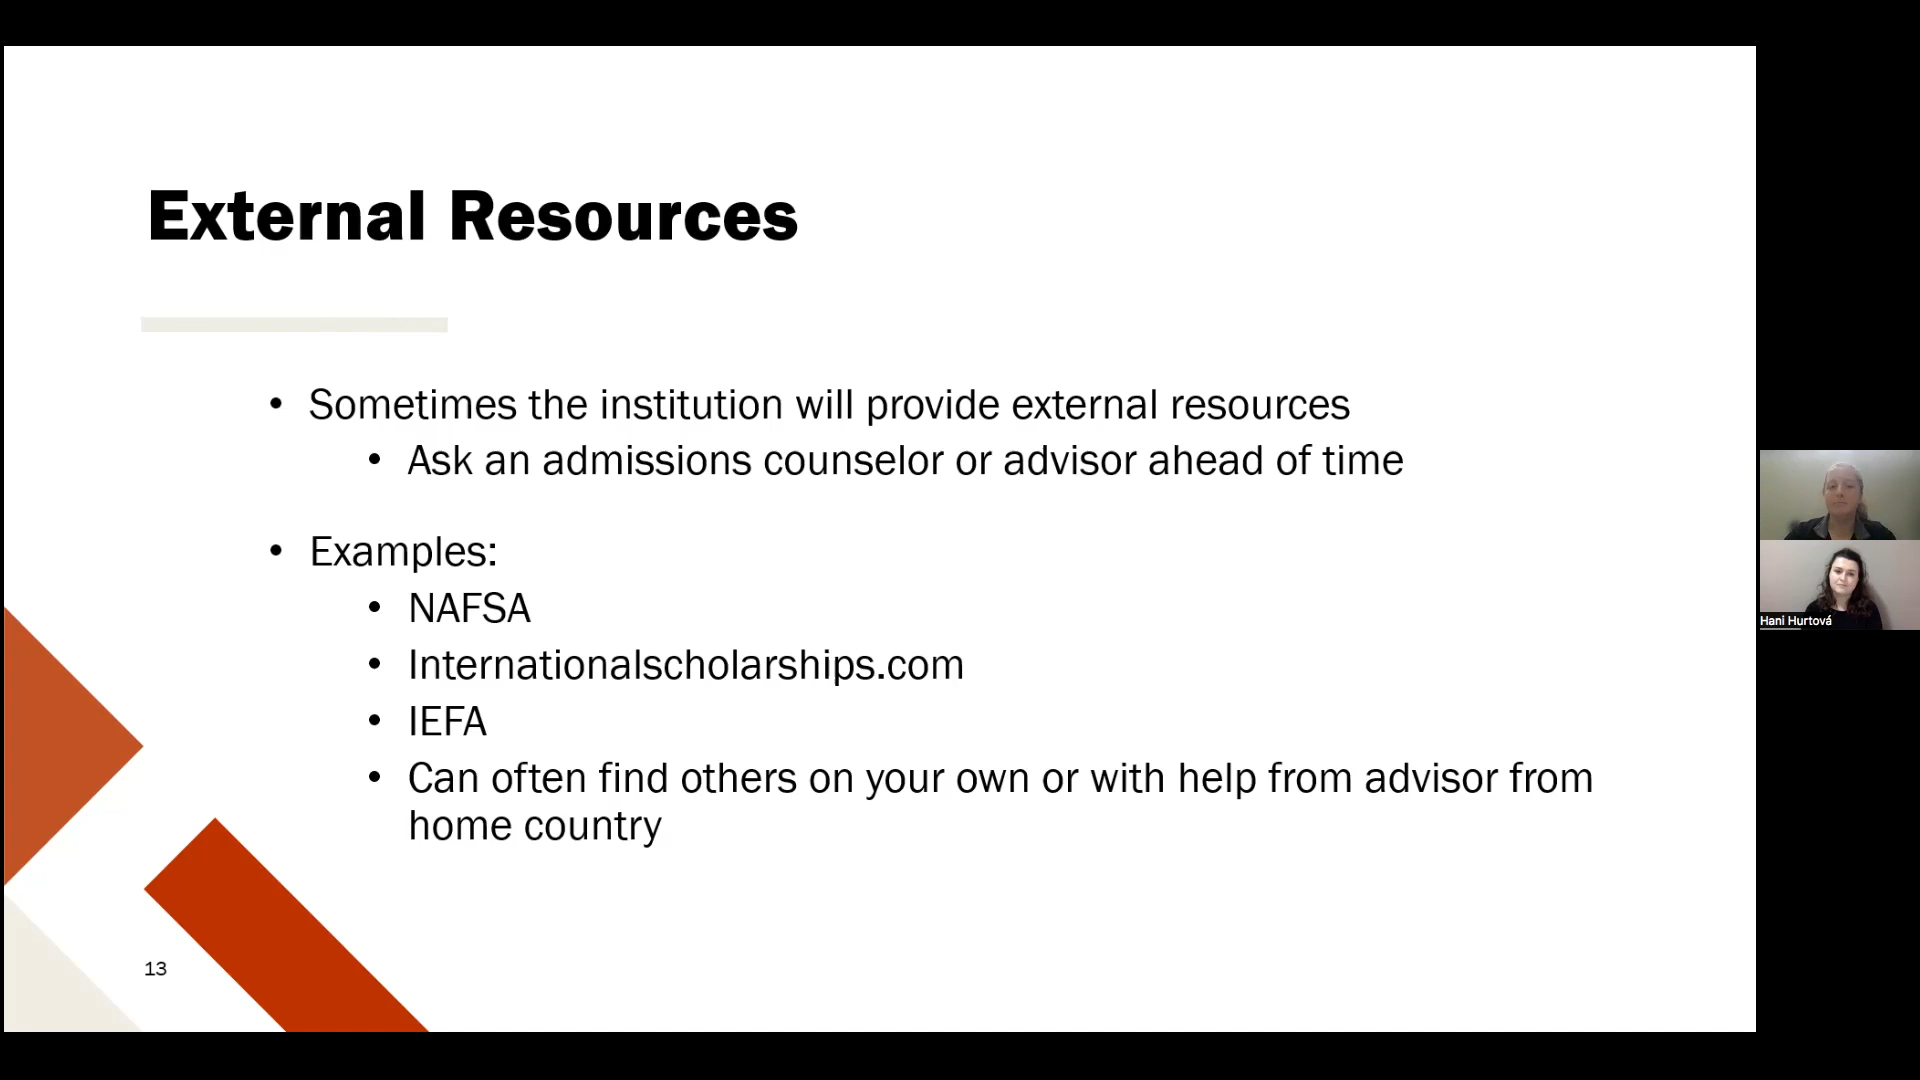 External Resources
• Sometimes the institution will provide external resources
• Ask an admissions counselor or advisor ahead of time
• Examples:
• NAFSA
• Internationalscholarships.com
• IEFA
• Can often find others on your own or with help from advisor from
home country
13
Hani Hurtová